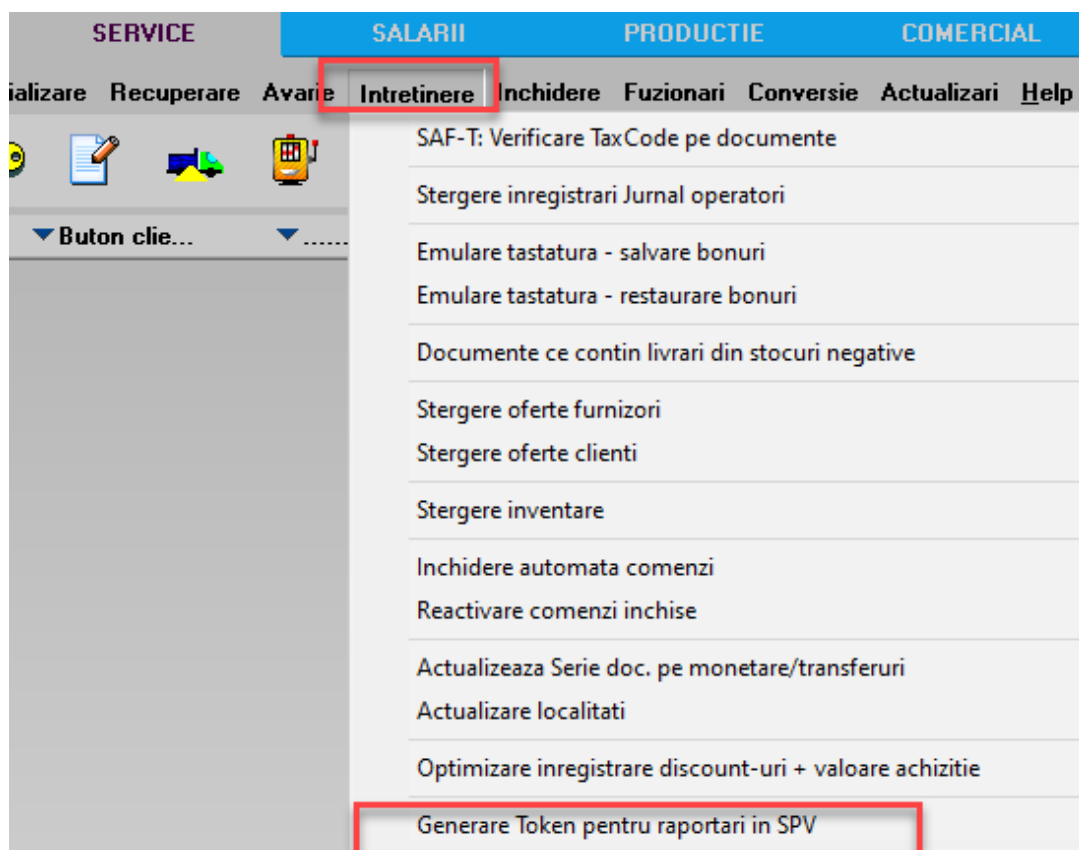 SERVICE SALARII PRODUCTIE COMERCIAL
ializare Recuperare Avarie Intretinere Inchidere Fuzionari Conversie Actualizari Help
SAF-T: Verificare TaxCode pe documente
Stergere inregistrari Jurnal operatori
Buton clie... ......
Emulare tastatura - salvare bonuri
Emulare tastatura - restaurare bonuri
Documente ce contin livrari din stocuri negative
Stergere oferte furnizori
Stergere oferte clienti
Stergere inventare
Inchidere automata comenzi
Reactivare comenzi inchise
Actualizeaza Serie doc. pe monetare/transferuri
Actualizare localitati
Optimizare inregistrare discount-uri + valoare achizitie
Generare Token pentru raportari in SPV